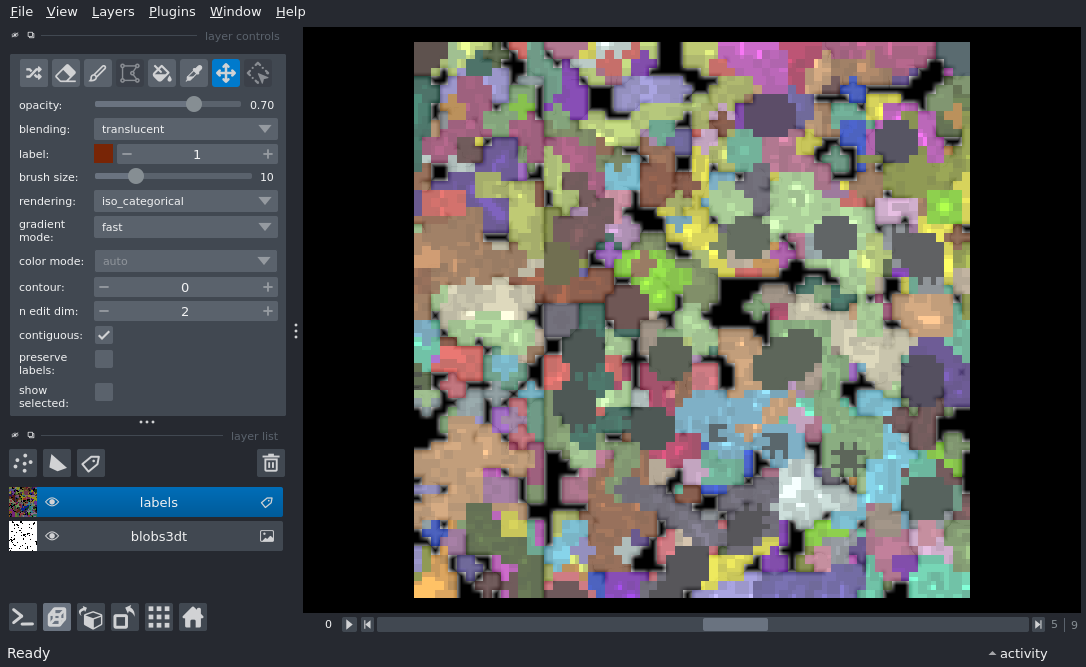 File View Layers Plugins Window Help
layer controls
opacity: 0.70
blending: translucent
label: 1
brush size: 10
rendering: iso_categorical
gradient
mode: fast
color mode: auto
contour: 0
n edit dim: 2
contiguous:
preserve
labels:
show
selected:
layer list
labels
blobs3dt
0 5 9
Ready activity